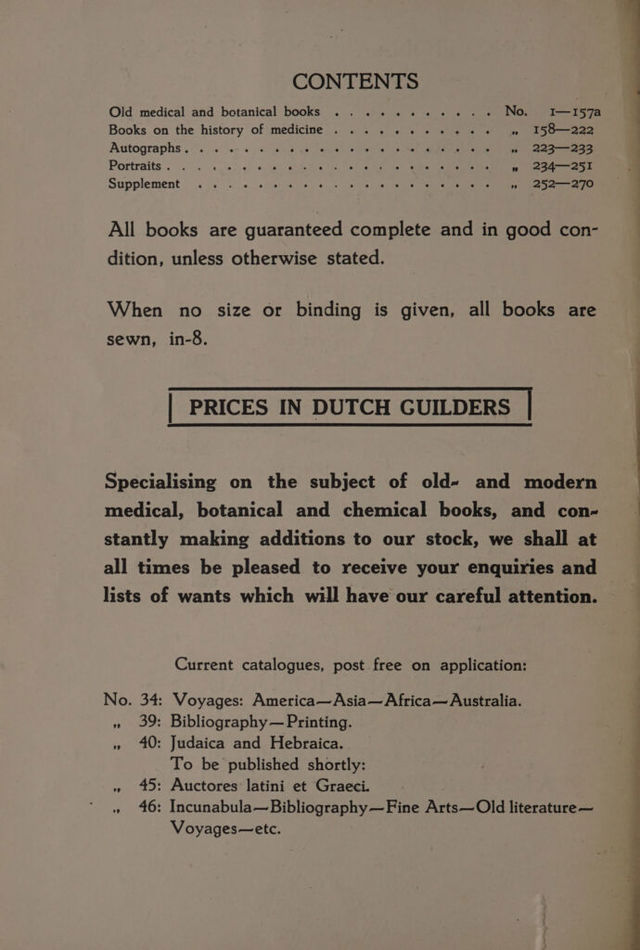 CONTENTS
Old medical and botanical books . . . . . . . . . . . No. 1—157a
Books on the history of medicine . . . . . . . . . . . „ 158—222
Autographs . . . . . . . . . . . . . . . . . . . . „ 223—233
Portraits . . . . . . . . . . . . . . . . . . . . . . „ 234—251
Supplement . . . . . . . . . . . . . . . . . . . . „ 252—270
All books are guaranteed complete and in good con-
dition, unless otherwise stated.
When no size or binding is given, all books are
sewn, in-8.
PRICES IN DUTCH GUILDERS
Specialising on the subject of old- and modern
medical, botanical and chemical books, and con-
stantly making additions to our stock, we shall at
all times be pleased to receive your enquiries and
lists of wants which will have our careful attention.
Current catalogues, post free on application:
No. 34: Voyages: America—Asia—Africa—Australia.
„ 39: Bibliography—Printing.
„ 40: Judaica and Hebraica.
To be published shortly:
„ 45: Auctores latini et Graeci.
„ 46: Incunabula—Bibliography—Fine Arts—Old literature—
Voyages—etc.